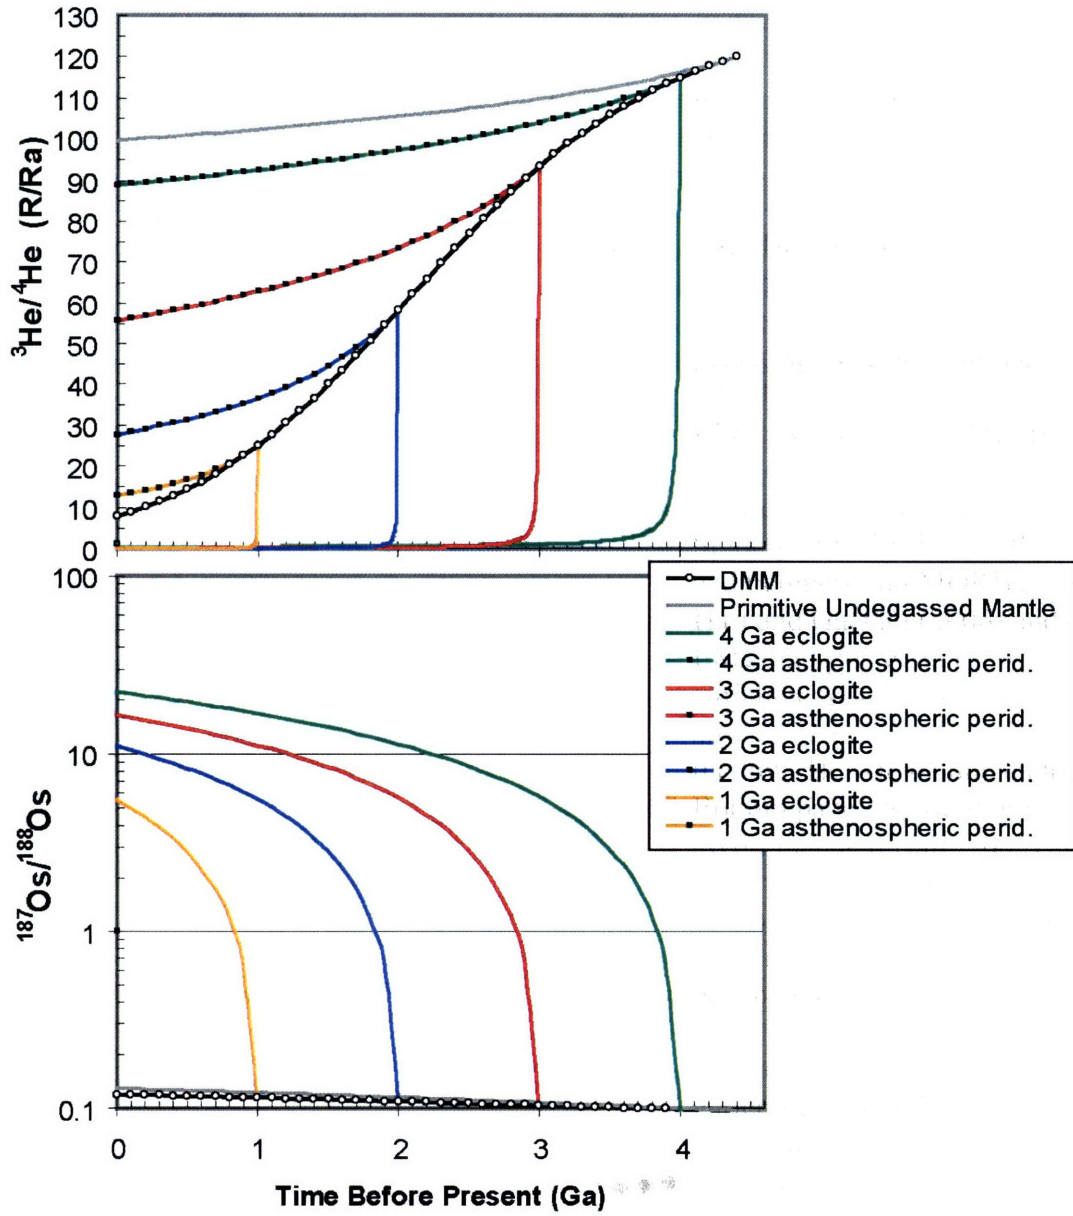 130
120
110
100
90
80
70
60
50
40
30
20
10
0
³He/⁴He (R/Ra)
100
10
1
0.1
¹⁸⁷Os/¹⁸⁸Os
DMM
Primitive Undegassed Mantle
4 Ga eclogite
4 Ga asthenospheric perid.
3 Ga eclogite
3 Ga asthenospheric perid.
2 Ga eclogite
2 Ga asthenospheric perid.
1 Ga eclogite
1 Ga asthenospheric perid.
0 1 2 3 4
Time Before Present (Ga)